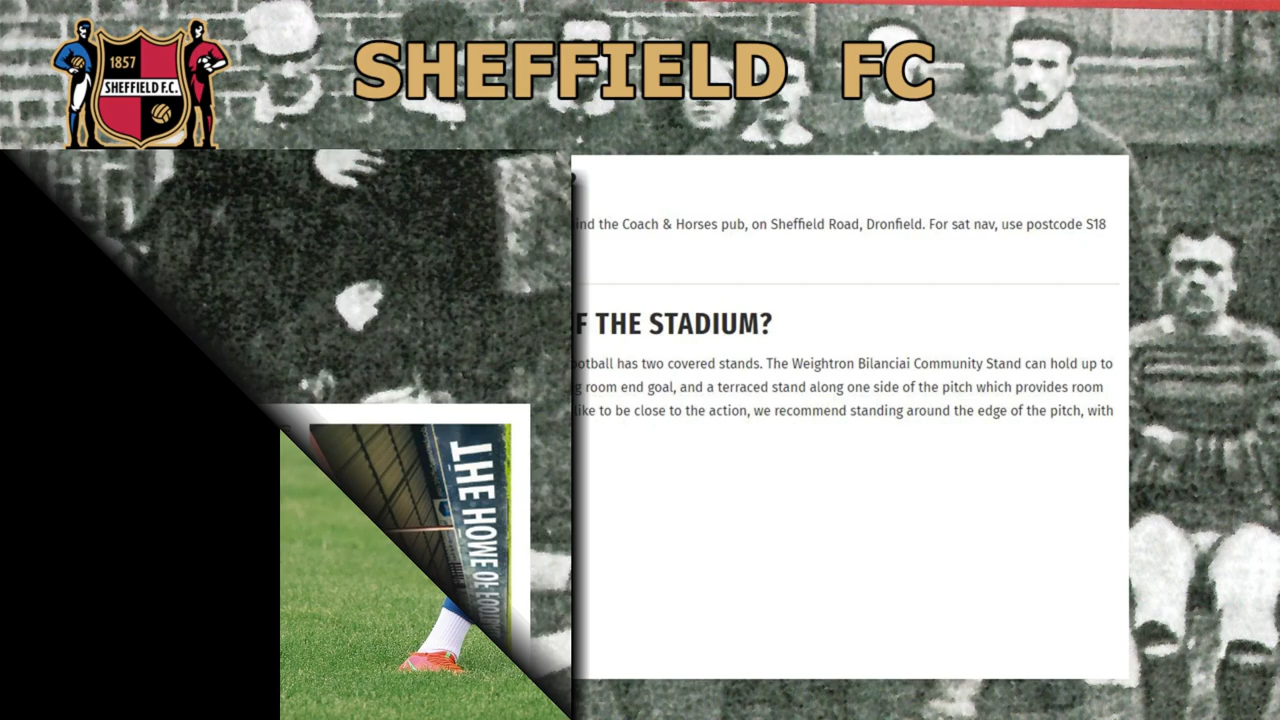 1857
SHEFFIELD F.C.
SHEFFIELD FC
the Coach & Horses pub, on Sheffield Road, Dronfield. For sat nav, use postcode S18
THE STADIUM?
has two covered stands. The Weightron Bilanciai Community Stand can hold up to
room end goal, and a terraced stand along one side of the pitch which provides room
like to be close to the action, we recommend standing around the edge of the pitch, with
THE HOME OF